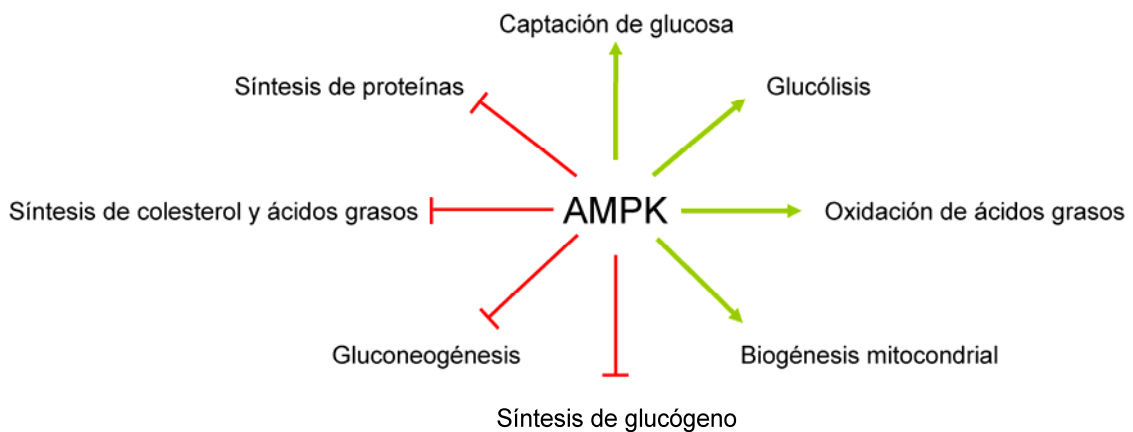 Captación de glucosa
Síntesis de proteínas
Glucólisis
Síntesis de colesterol y ácidos grasos
AMPK
Oxidación de ácidos grasos
Gluconeogénesis
Biogénesis mitocondrial
Síntesis de glucógeno